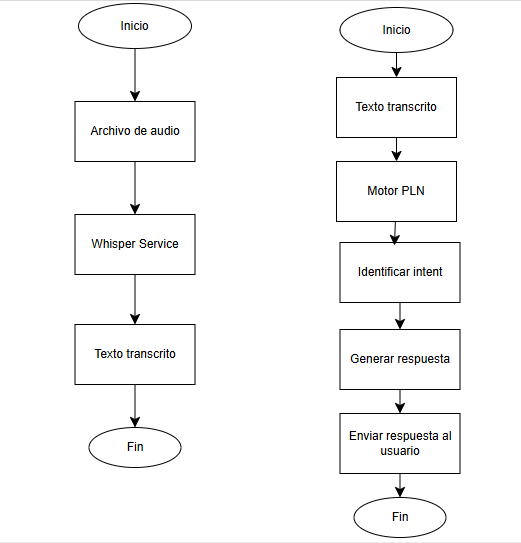 Inicio
Archivo de audio
Whisper Service
Texto transcrito
Fin
Inicio
Texto transcrito
Motor PLN
Identificar intent
Generar respuesta
Enviar respuesta al
usuario
Fin